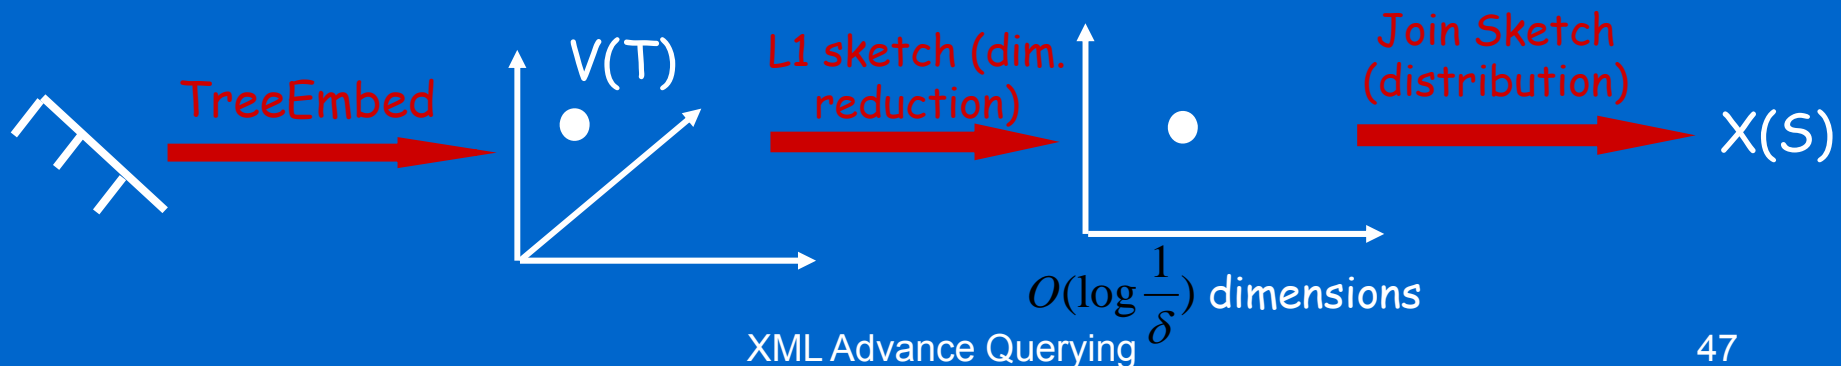 TreeEmbed
V(T)
L1 sketch (dim.
reduction)
Join Sketch
(distribution)
X(S)
O(log 1/δ) dimensions
XML Advance Querying
47